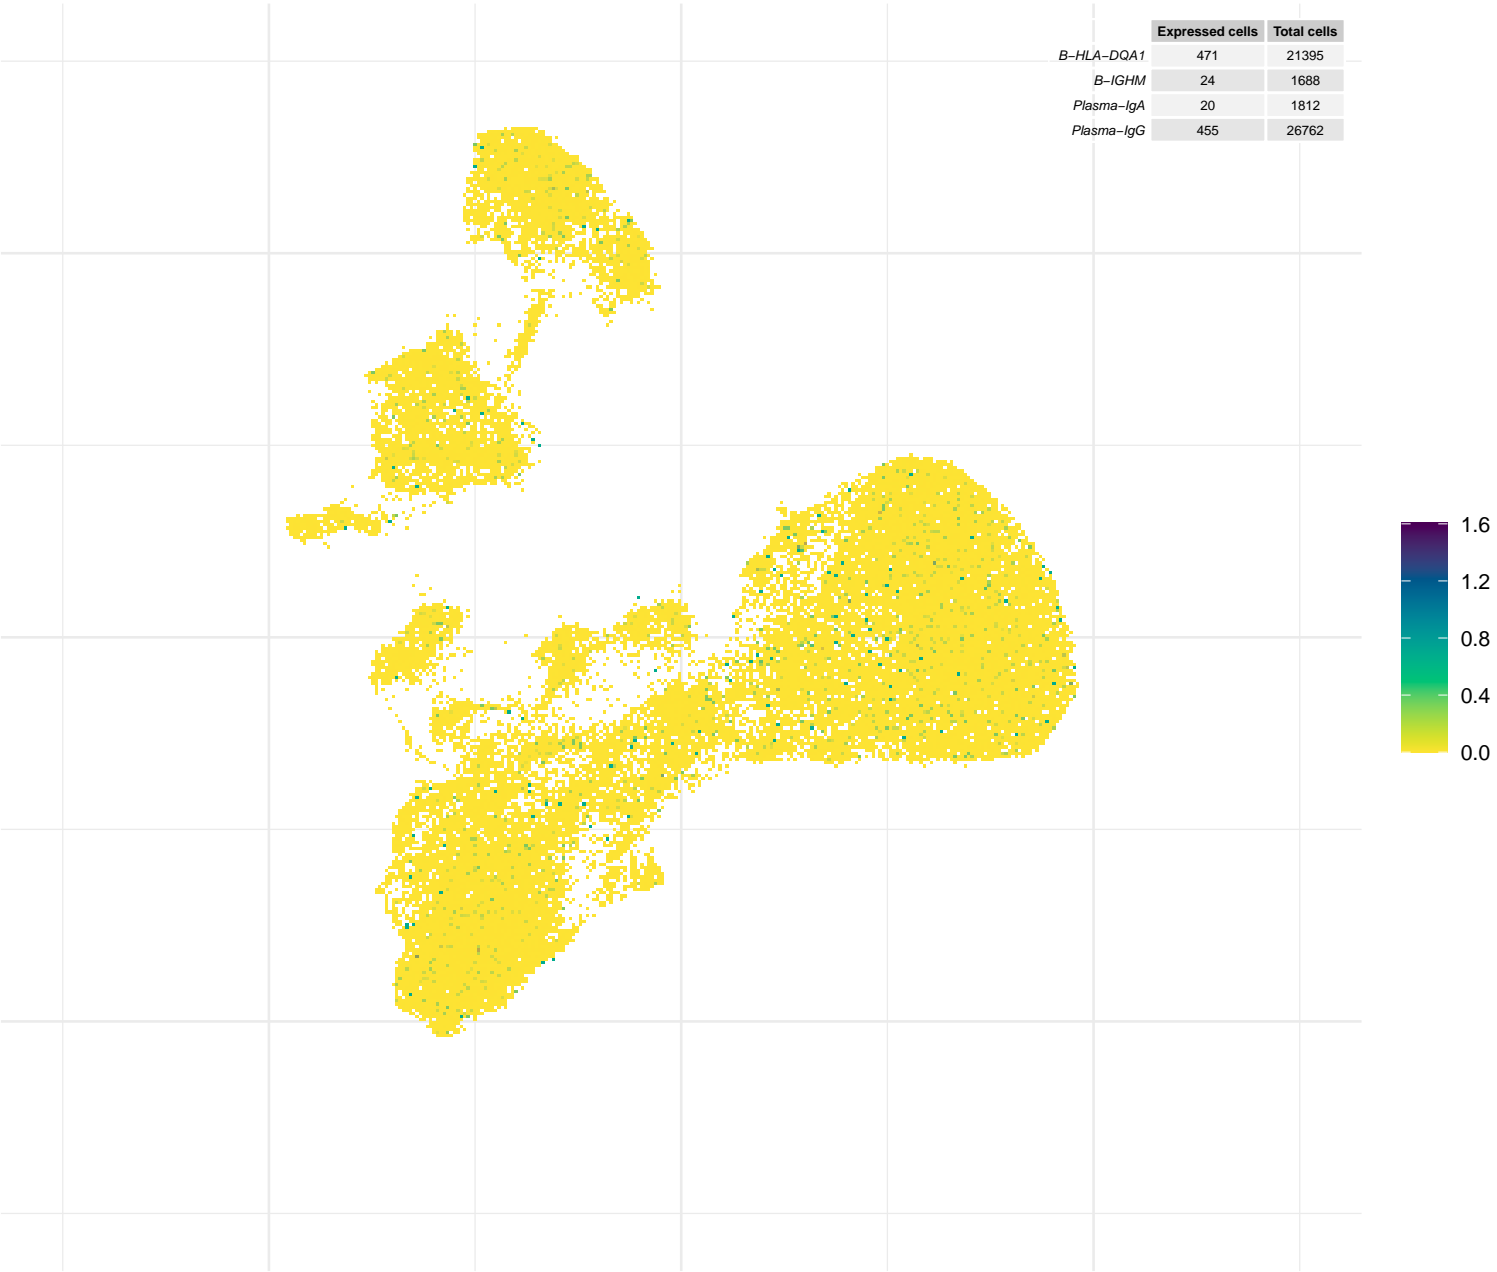 Expressed cells Total cells
B-HLA-DQA1 471 21395
B-IGHM 24 1688
Plasma-IgA 20 1812
Plasma-IgG 455 26762
1.6
1.2
0.8
0.4
0.0